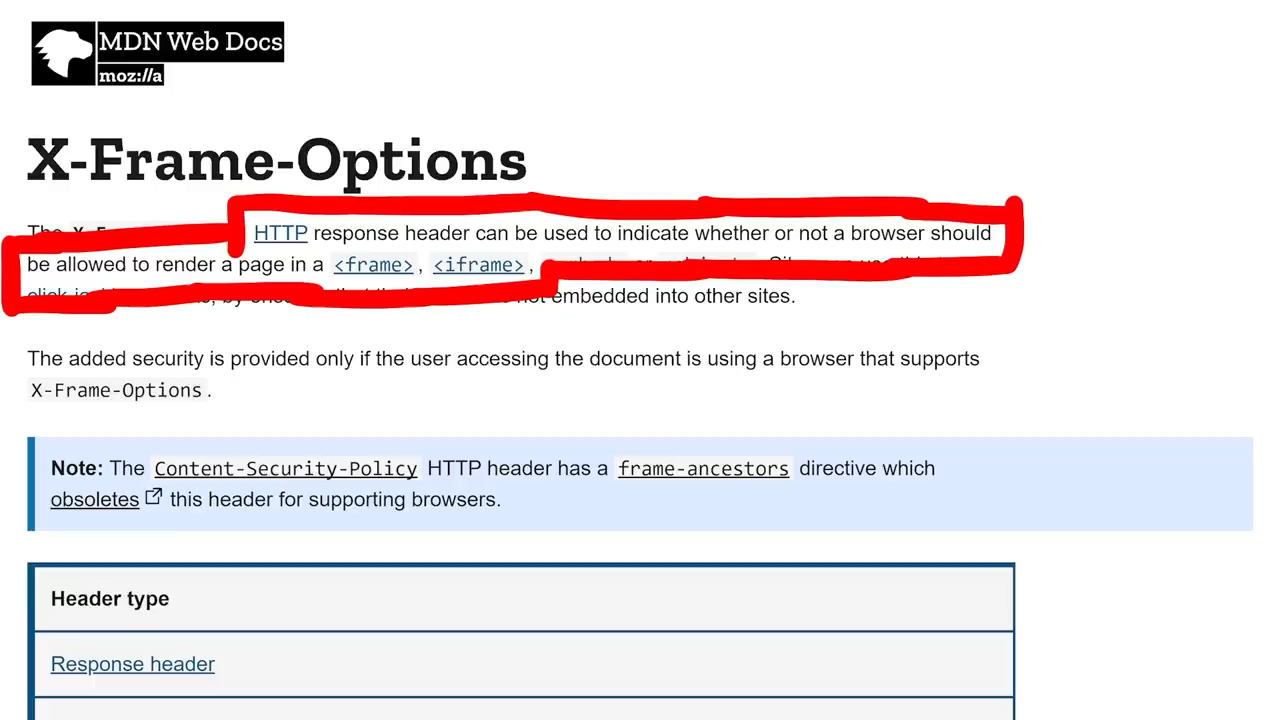 MDN Web Docs
moz://a
X-Frame-Options
The HTTP response header can be used to indicate whether or not a browser should
be allowed to render a page in a <frame>, <iframe>,
not embedded into other sites.
The added security is provided only if the user accessing the document is using a browser that supports
X-Frame-Options.
Note: The Content-Security-Policy HTTP header has a frame-ancestors directive which
obsoletes this header for supporting browsers.
Header type
Response header